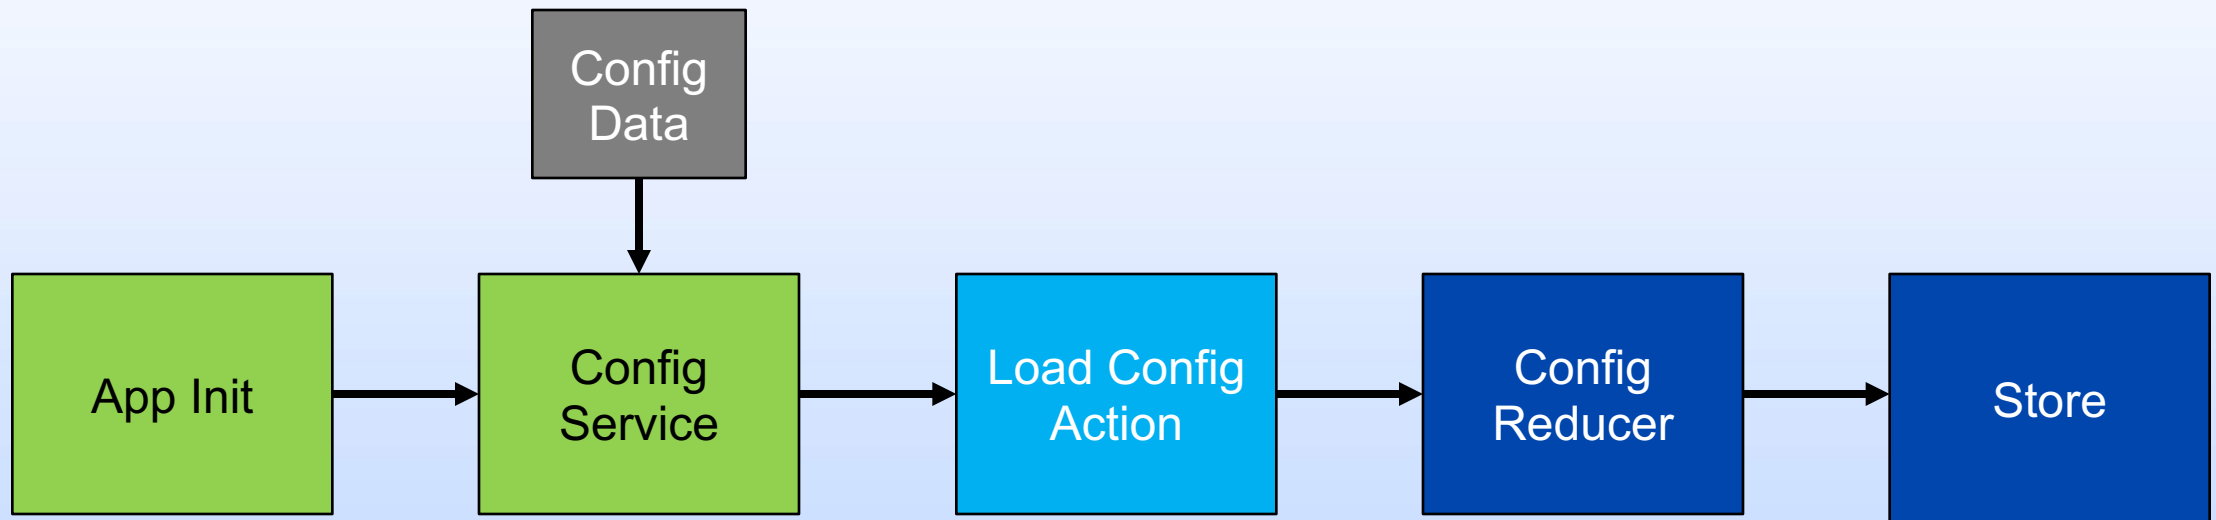 Config
Data
App Init
Config
Service
Load Config
Action
Config
Reducer
Store